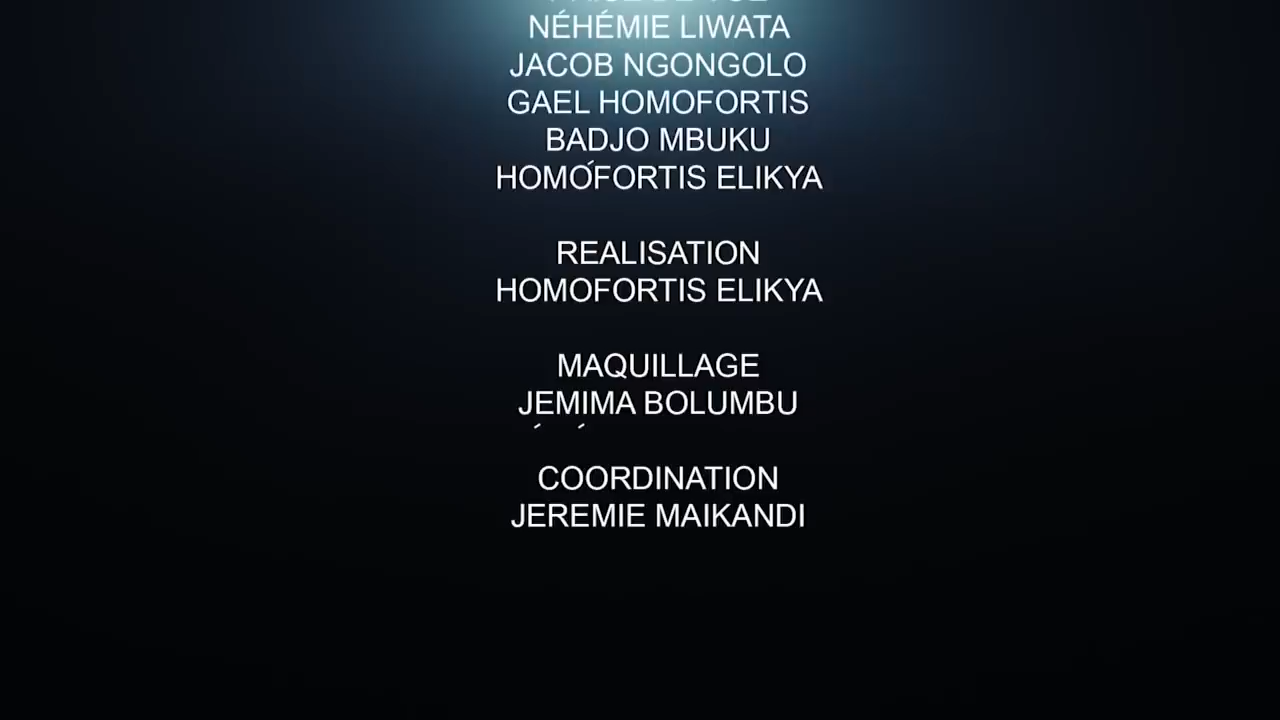 NÉHÉMIE LIWATA
JACOB NGONGOLO
GAEL HOMOFORTIS
BADJO MBUKU
HOMOFORTIS ELIKYA
REALISATION
HOMOFORTIS ELIKYA
MAQUILLAGE
JEMIMA BOLUMBU
COORDINATION
JEREMIE MAIKANDI